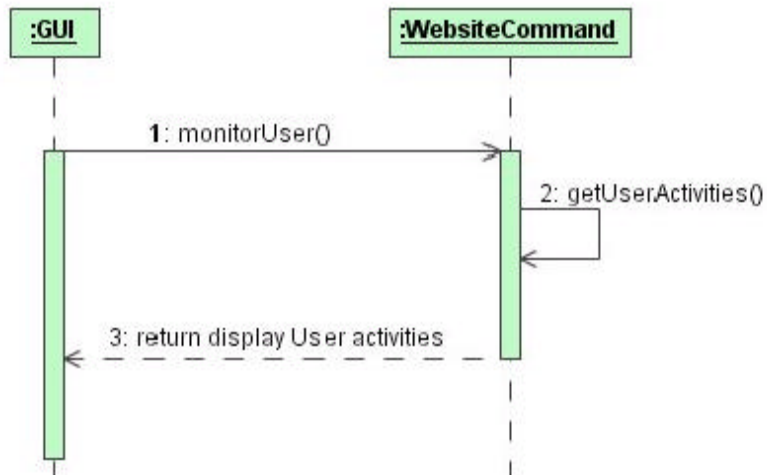 :GUI
:WebsiteCommand
1: monitorUser()
2: getUserActivities()
3: return display User activities